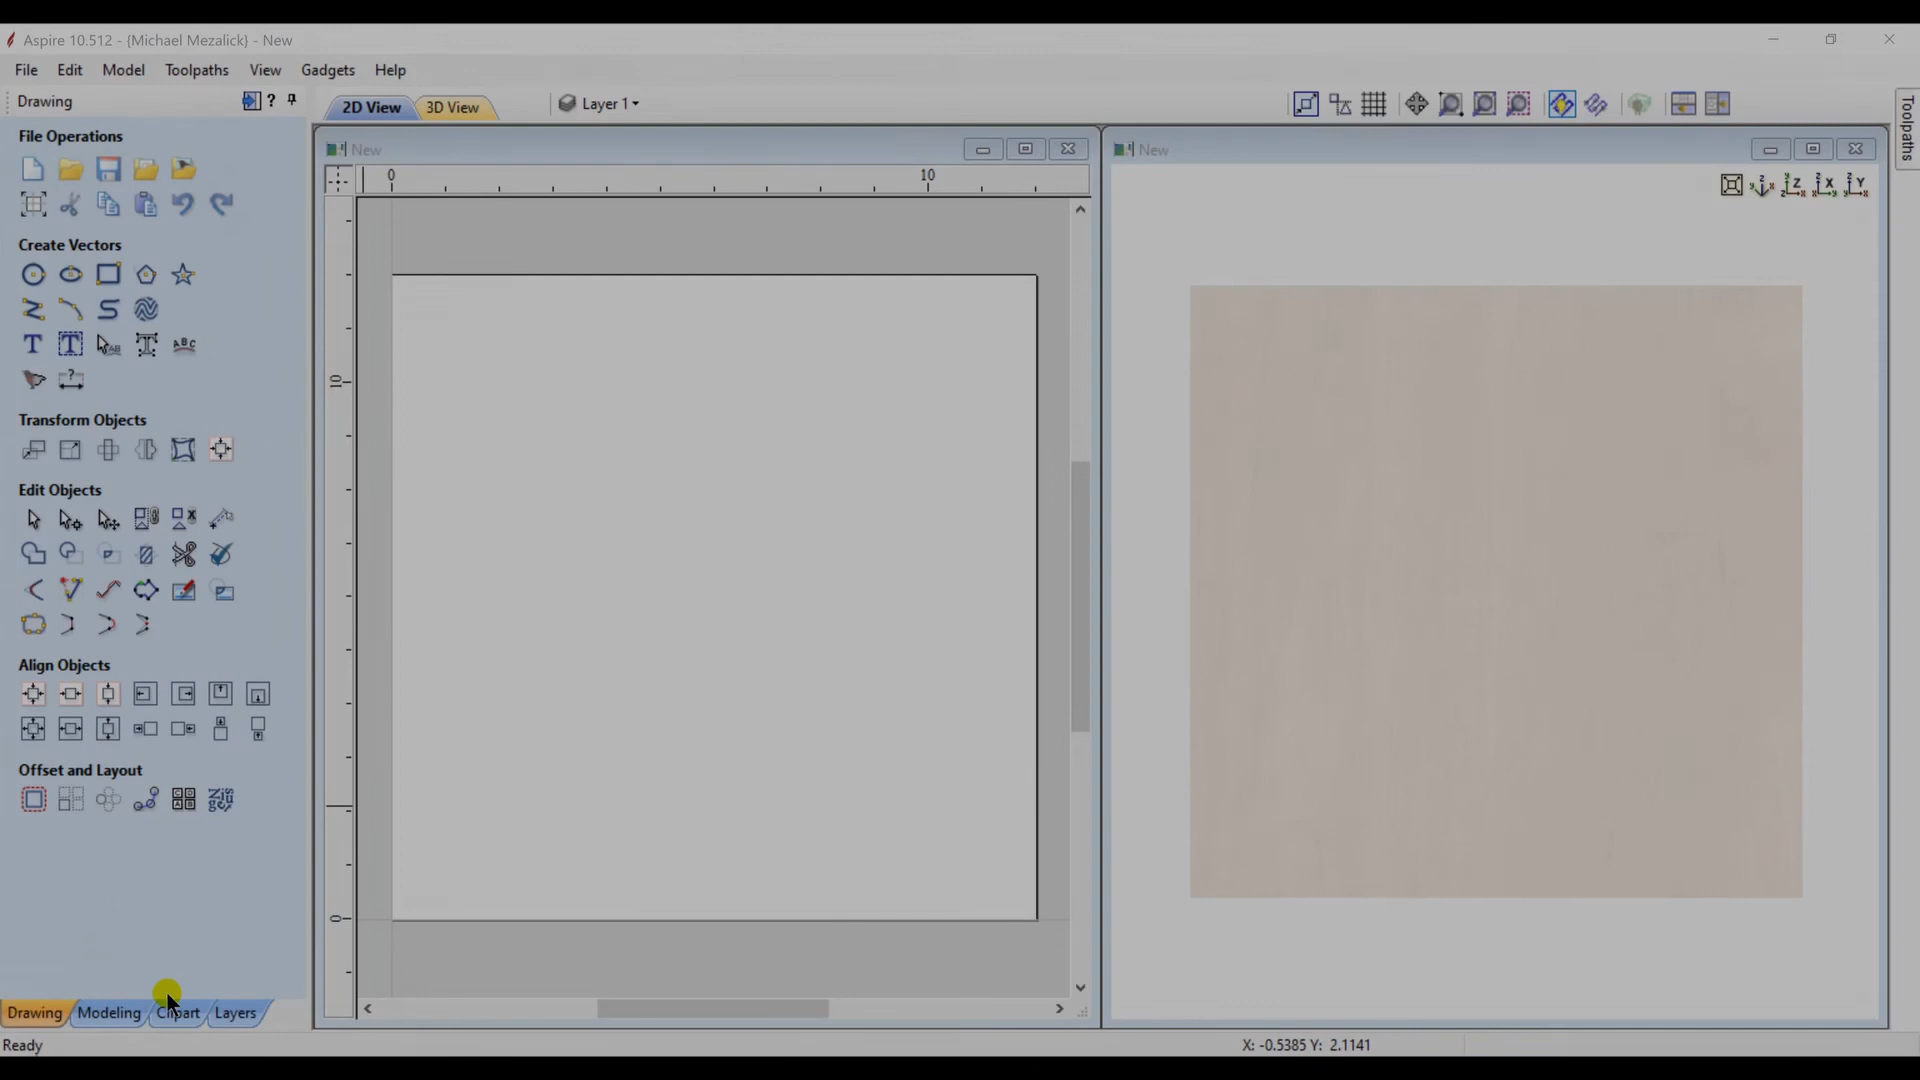 Aspire 10.512 - {Michael Mezalick} - New
File Edit Model Toolpaths View Gadgets Help
Drawing
2D View 3D View Layer 1
Toolpaths
File Operations
New
New
0 10
Create Vectors
10
Transform Objects
Edit Objects
Align Objects
Offset and Layout
0
Drawing Modeling Clipart Layers
Ready
X: -0.5385 Y: 2.1141